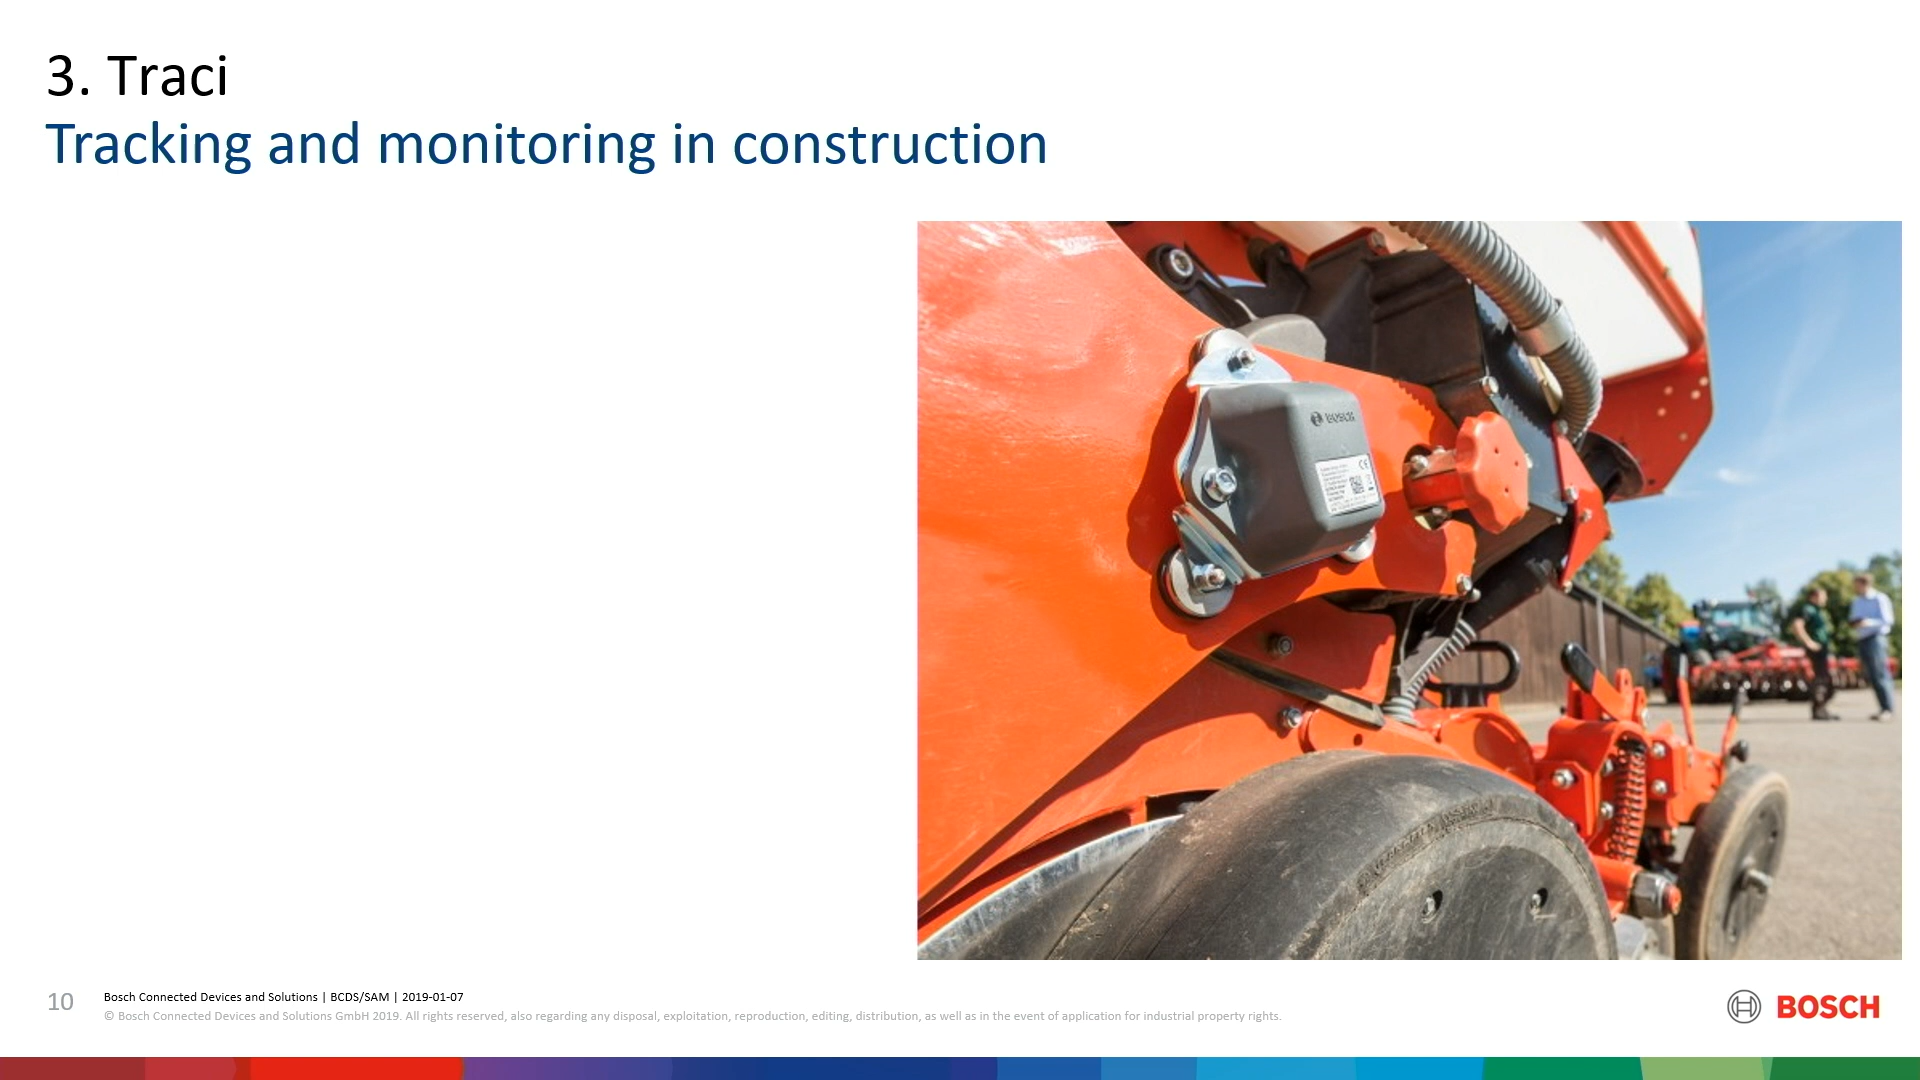 3. Traci
Tracking and monitoring in construction
BOSCH
CE
10
Bosch Connected Devices and Solutions | BCDS/SAM | 2019-01-07
© Bosch Connected Devices and Solutions GmbH 2019. All rights reserved, also regarding any disposal, exploitation, reproduction, editing, distribution, as well as in the event of application for industrial property rights.
BOSCH